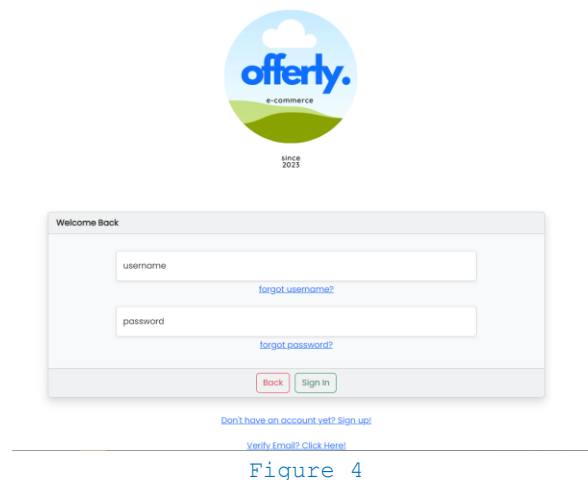 offerly.
e-commerce
since
2023
Welcome Back
username
forgot username?
password
forgot password?
Back Sign In
Don't have an account yet? Sign up!
Verify Email? Click Here!
Figure 4